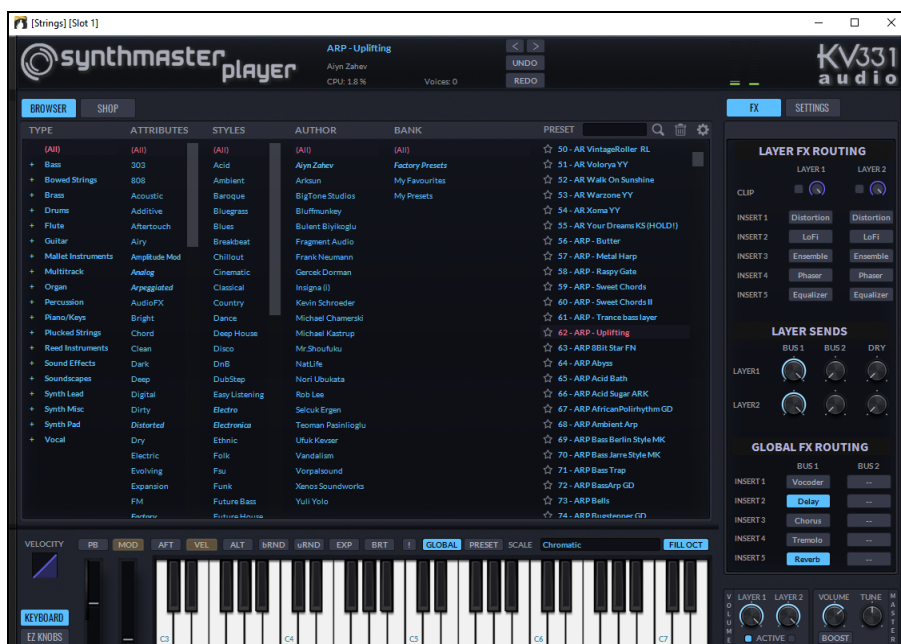 [Strings] [Slot 1]
synthmaster player
ARP - Uplifting
Aiyn Zahev
CPU: 1.8 %
Voices: 0
<
>
UNDO
REDO
KV331
audio
BROWSER
SHOP
FX
SETTINGS
TYPE
(All)
+ Bass
+ Bowed Strings
+ Brass
+ Drums
+ Flute
+ Guitar
+ Mallet Instruments
+ Multitrack
+ Organ
+ Percussion
+ Piano/Keys
+ Plucked Strings
+ Reed Instruments
+ Sound Effects
+ Soundscapes
+ Synth Lead
+ Synth Misc
+ Synth Pad
+ Vocal
ATTRIBUTES
(All)
303
808
Acoustic
Additive
Aftertouch
Airy
Amplitude Mod
Analog
Arpeggiated
AudioFX
Bright
Chord
Clean
Dark
Deep
Digital
Dirty
Distorted
Dry
Electric
Evolving
Expansion
FM
Factory
STYLES
(All)
Acid
Ambient
Baroque
Bluegrass
Blues
Breakbeat
Chillout
Cinematic
Classical
Country
Dance
Deep House
Disco
DnB
DubStep
Easy Listening
Electro
Electronica
Ethnic
Folk
Fsu
Funk
Future Bass
Future House
AUTHOR
(All)
Aiyn Zahev
Arksun
BigTone Studios
Bluffmunkey
Bulent Biyikoglu
Fragment Audio
Frank Neumann
Gercek Dorman
Insigna (i)
Kevin Schroeder
Michael Chamerski
Michael Kastrup
Mr.Shoufuku
NatLife
Nori Ubukata
Rob Lee
Selcuk Ergen
Teoman Pasinlioglu
Ufuk Kevser
Vandalism
Vorpalsound
Xenos Soundworks
Yuli Yolo
BANK
(All)
Factory Presets
My Favourites
My Presets
PRESET
50 - AR VintageRoller RL
51 - AR Volorya YY
52 - AR Walk On Sunshine
53 - AR Warzone YY
54 - AR Xoma YY
55 - AR Your Dreams KS (HOLD!)
56 - ARP - Butter
57 - ARP - Metal Harp
58 - ARP - Raspy Gate
59 - ARP - Sweet Chords
60 - ARP - Sweet Chords II
61 - ARP - Trance bass layer
62 - ARP - Uplifting
63 - ARP 8Bit Star FN
64 - ARP Abyss
65 - ARP Acid Bath
66 - ARP Acid Sugar ARK
67 - ARP AfricanPolirhythm GD
68 - ARP Ambient Arp
69 - ARP Bass Berlin Style MK
70 - ARP Bass Jarre Style MK
71 - ARP Bass Trap
72 - ARP BassArp GD
73 - ARP Bells
74 - ARP Bugstepper GD
LAYER FX ROUTING
LAYER 1 LAYER 2
CLIP
INSERT 1 Distortion Distortion
INSERT 2 LoFi LoFi
INSERT 3 Ensemble Ensemble
INSERT 4 Phaser Phaser
INSERT 5 Equalizer Equalizer
LAYER SENDS
BUS 1 BUS 2 DRY
LAYER1
LAYER2
GLOBAL FX ROUTING
BUS 1 BUS 2
INSERT 1 Vocoder --
INSERT 2 Delay --
INSERT 3 Chorus --
INSERT 4 Tremolo --
INSERT 5 Reverb --
VELOCITY
PB MOD AFT VEL ALT bRND uRND EXP BRT ! GLOBAL PRESET SCALE Chromatic FILL OCT
KEYBOARD
EZ KNOBS
C3 C4 C5 C6 C7
VOLUME
LAYER 1 LAYER 2
ACTIVE
VOLUME TUNE
BOOST
MASTER